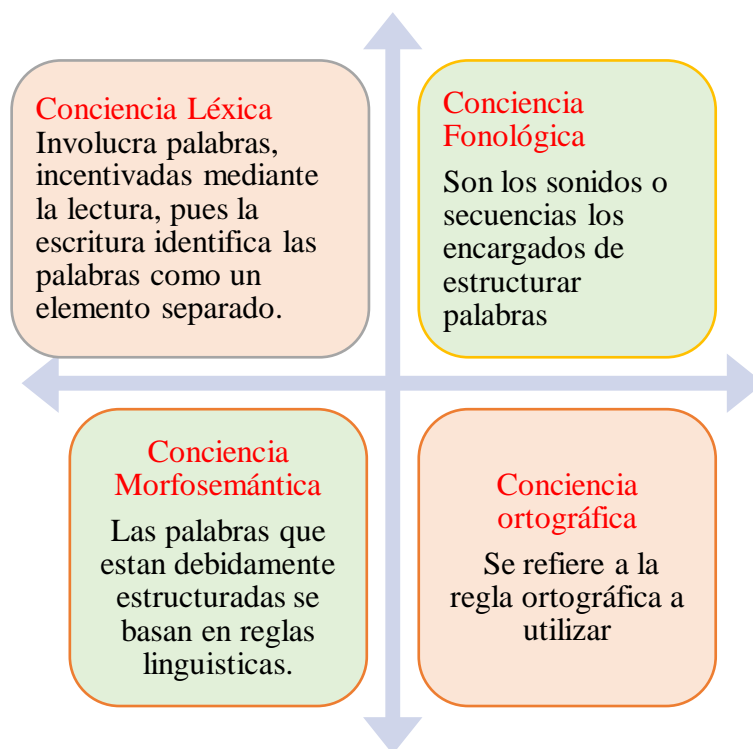 Conciencia Léxica
Involucra palabras,
incentivadas mediante
la lectura, pues la
escritura identifica las
palabras como un
elemento separado.
Conciencia
Fonológica
Son los sonidos o
secuencias los
encargados de
estructurar
palabras
Conciencia
Morfosemántica
Las palabras que
estan debidamente
estructuradas se
basan en reglas
linguisticas.
Conciencia
ortográfica
Se refiere a la
regla ortográfica a
utilizar